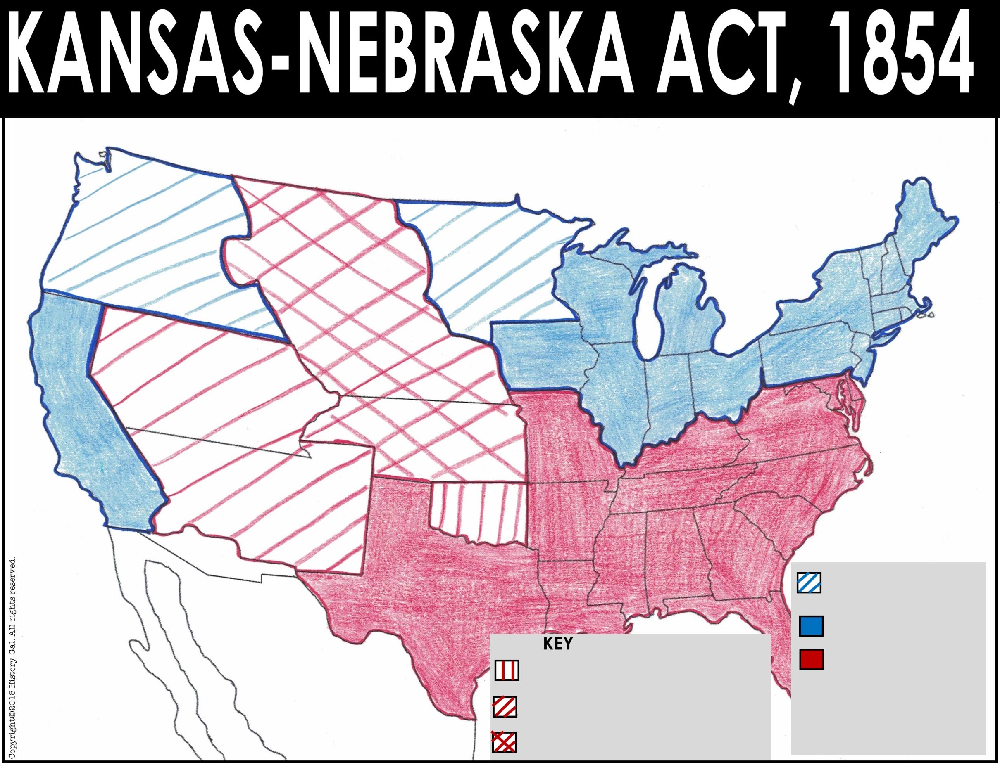 KANSAS-NEBRASKA ACT, 1854
KEY
Copyright©2018 History Gal. All rights reserved.